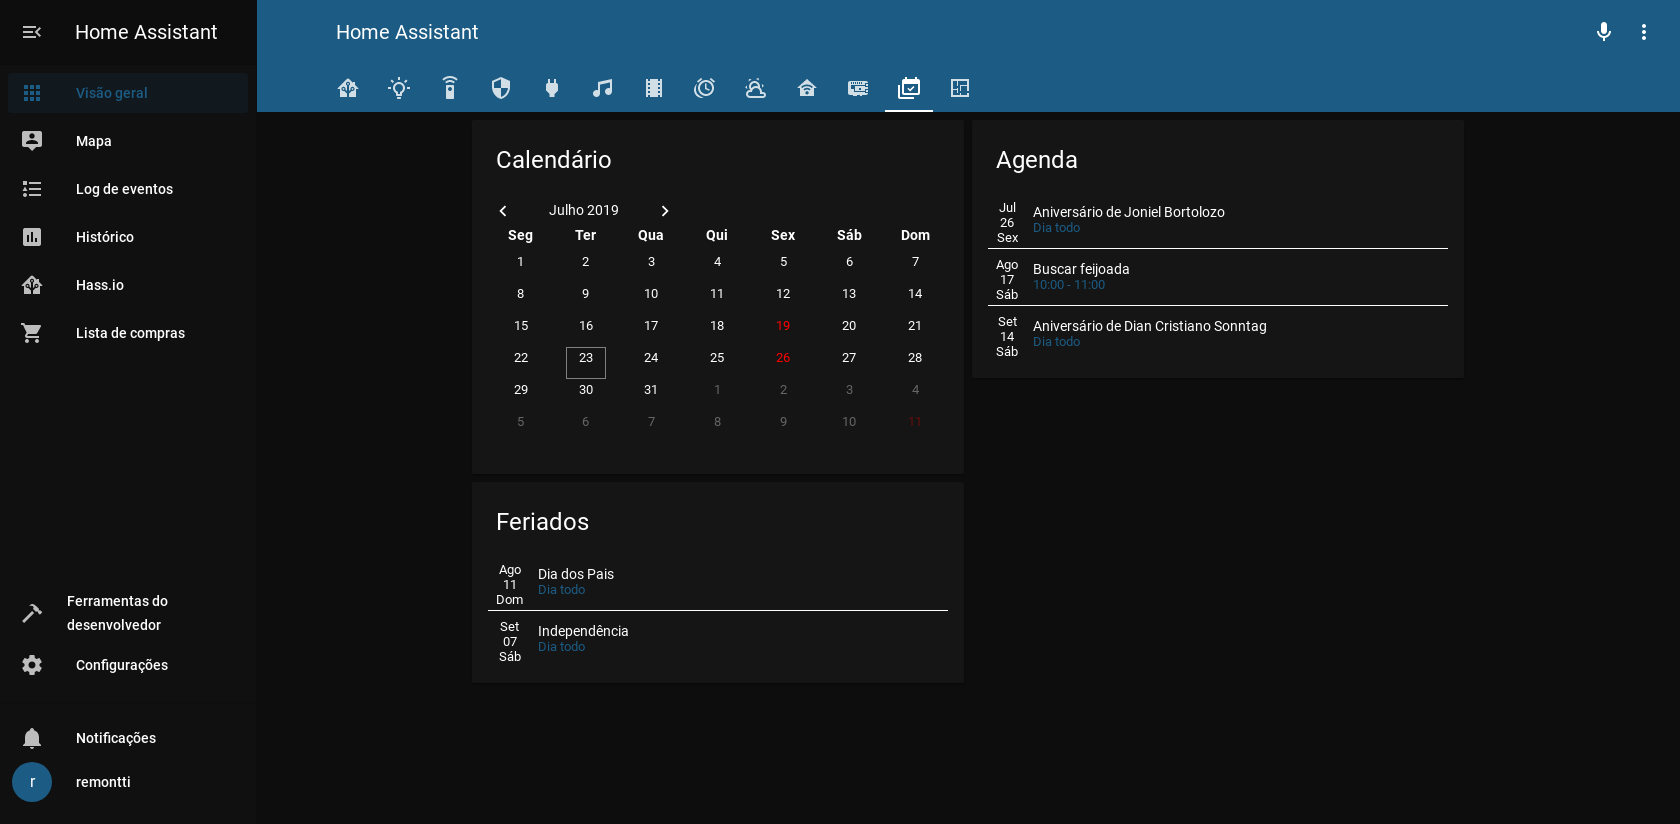 Home Assistant
Visão geral
Mapa
Log de eventos
Histórico
Hass.io
Lista de compras
Ferramentas do
desenvolvedor
Configurações
Notificações
r
remontti
Home Assistant
Calendário
Julho 2019
Seg Ter Qua Qui Sex Sáb Dom
1 2 3 4 5 6 7
8 9 10 11 12 13 14
15 16 17 18 19 20 21
22 23 24 25 26 27 28
29 30 31 1 2 3 4
5 6 7 8 9 10 11
Feriados
Ago
11
Dom
Dia dos Pais
Dia todo
Set
07
Sáb
Independência
Dia todo
Agenda
Jul
26
Sex
Aniversário de Joniel Bortolozo
Dia todo
Ago
17
Sáb
Buscar feijoada
10:00 - 11:00
Set
14
Sáb
Aniversário de Dian Cristiano Sonntag
Dia todo